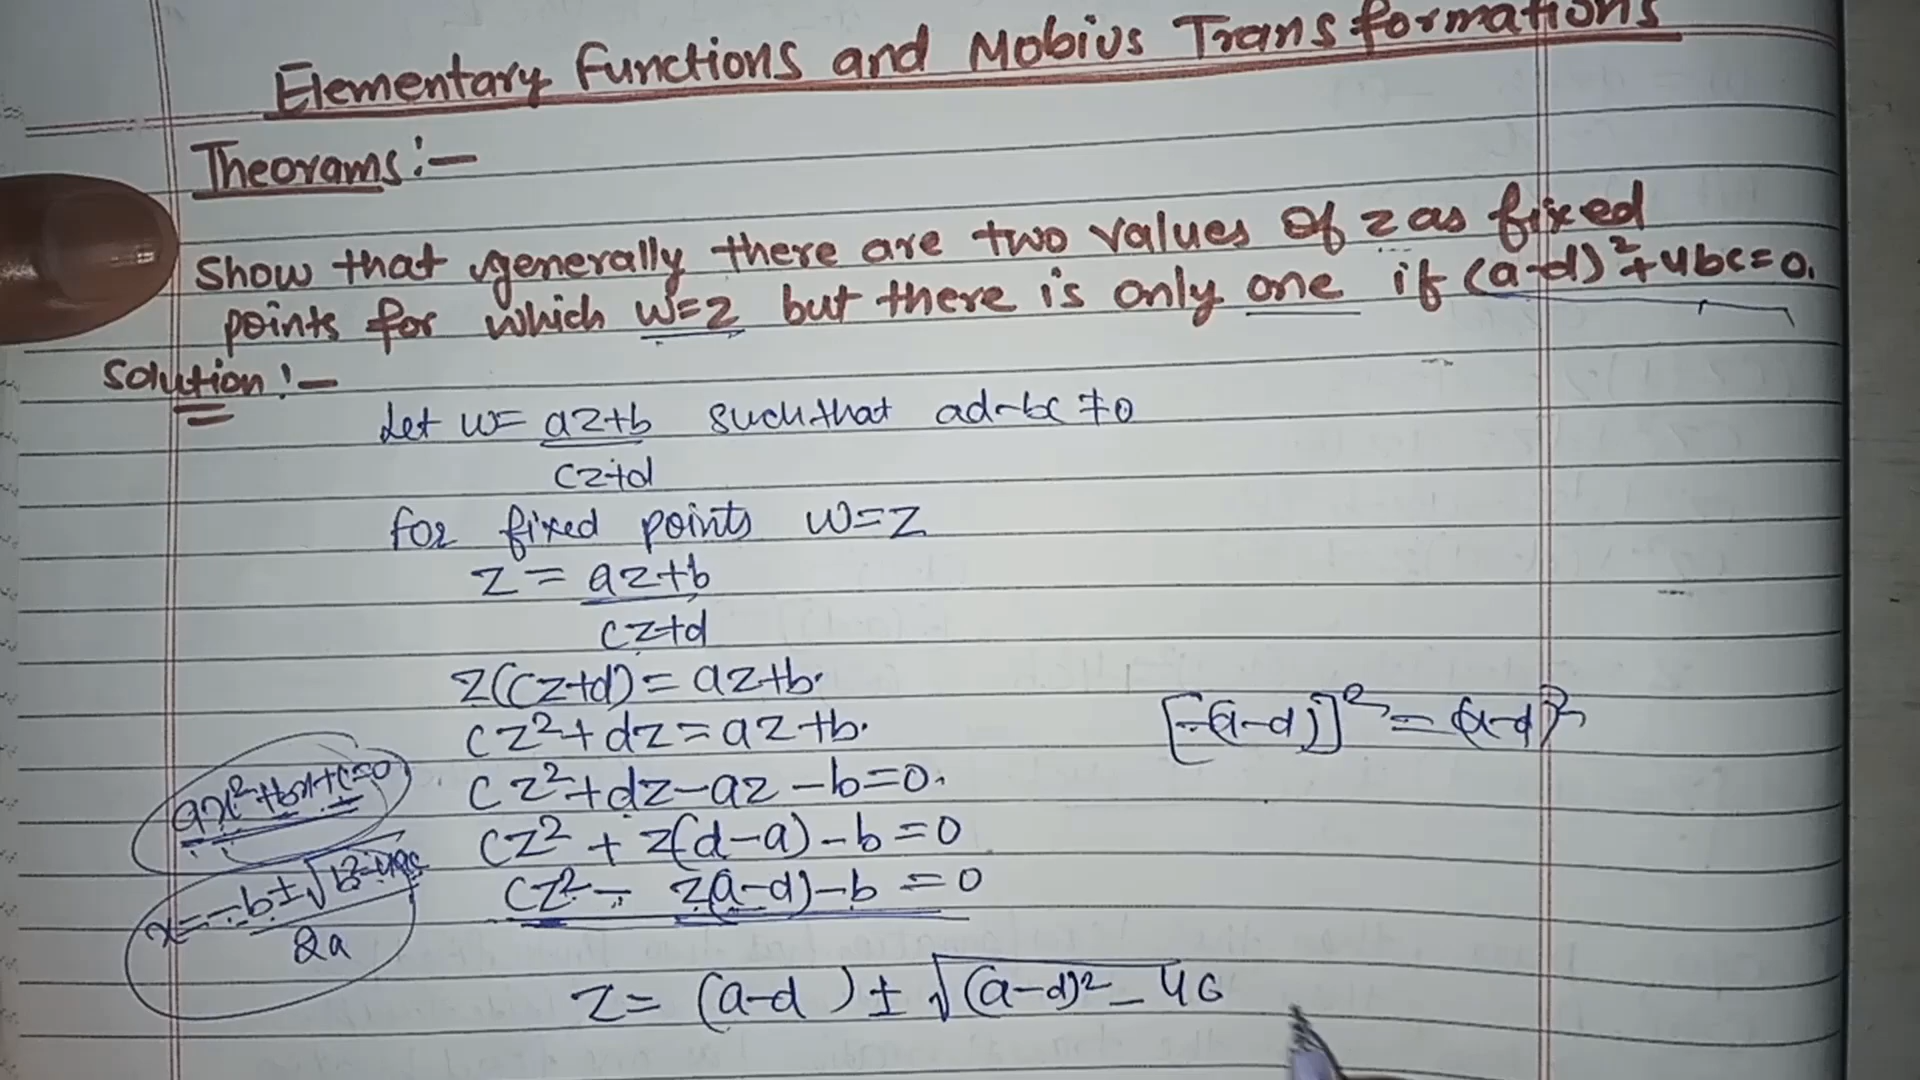 Elementary Functions and Mobius Transformations
Theorams:-
Show that generally there are two values of z as fixed
points for which w=z but there is only one if (a-d)²+4bc=0.
Solution:-
Let w= az+b such that ad-bc ≠0
cz+d
for fixed points w=z
z = az+b
cz+d
z(cz+d)= az+b.
cz²+dz=az+b.
[-(a-d)]²=(a-d)²
cz²+dz-az-b=0.
ax²+bx+c=0
cz² + z(d-a)-b=0
cz² - z(a-d)-b =0
x=-b±√b²-4ac
2a
z= (a-d)±√(a-d)²-4c